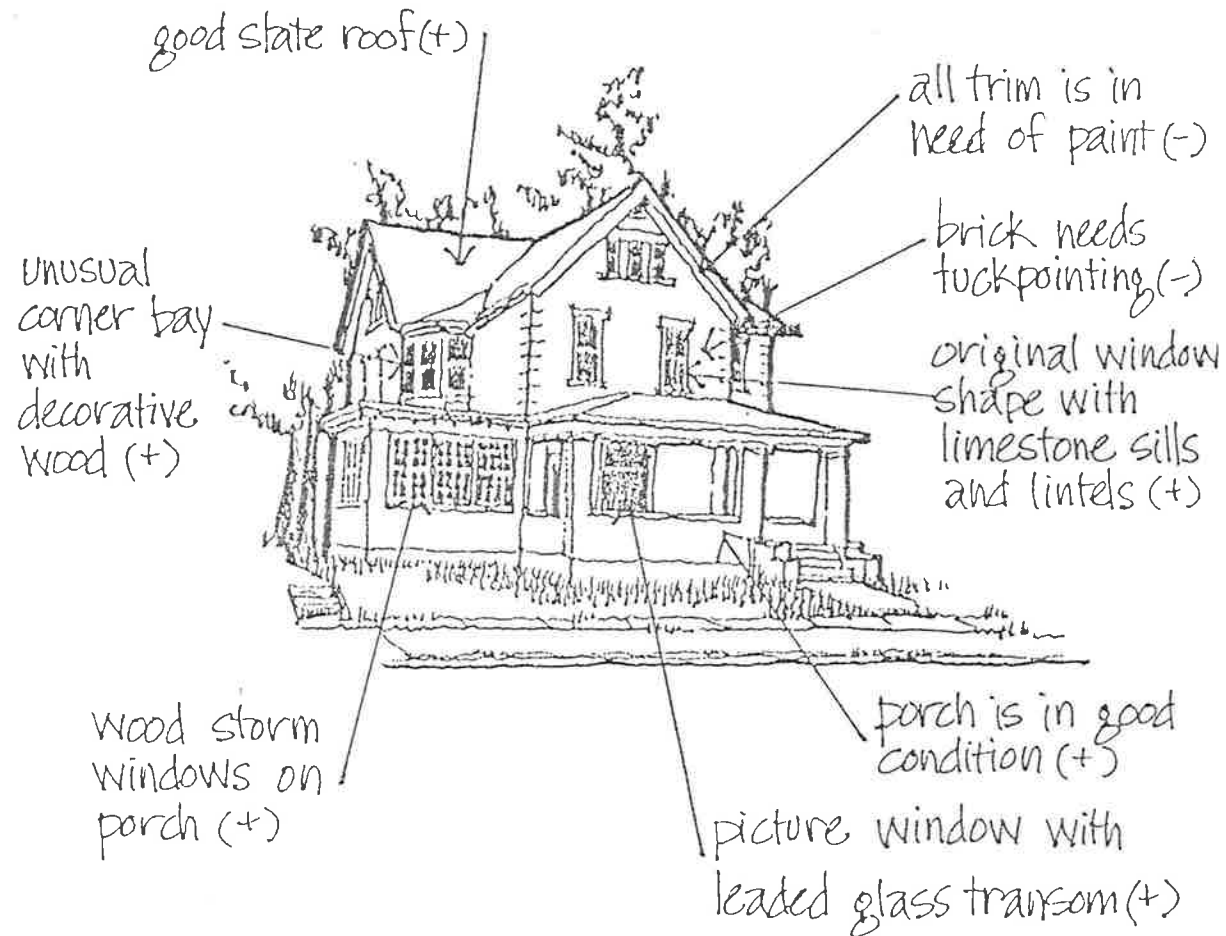 good slate roof (+)
all trim is in
need of paint (-)
brick needs
tuckpointing (-)
unusual
corner bay
with
decorative
wood (+)
original window
shape with
limestone sills
and lintels (+)
wood storm
windows on
porch (+)
porch is in good
condition (+)
picture window with
leaded glass transom (+)